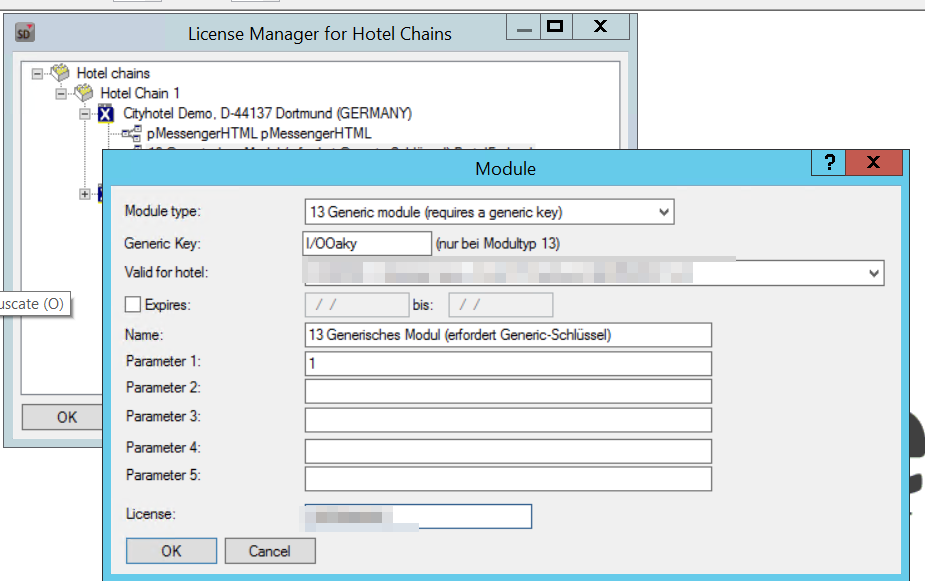 SD
License Manager for Hotel Chains
Hotel chains
Hotel Chain 1
Cityhotel Demo, D-44137 Dortmund (GERMANY)
pMessengerHTML pMessengerHTML
Module
Module type: 13 Generic module (requires a generic key)
Generic Key: I/OOaky (nur bei Modultyp 13)
Valid for hotel:
uscate (O)
Expires: / / bis: / /
Name: 13 Generisches Modul (erfordert Generic-Schlüssel)
Parameter 1: 1
Parameter 2:
Parameter 3:
OK
Parameter 4:
Parameter 5:
License:
OK Cancel